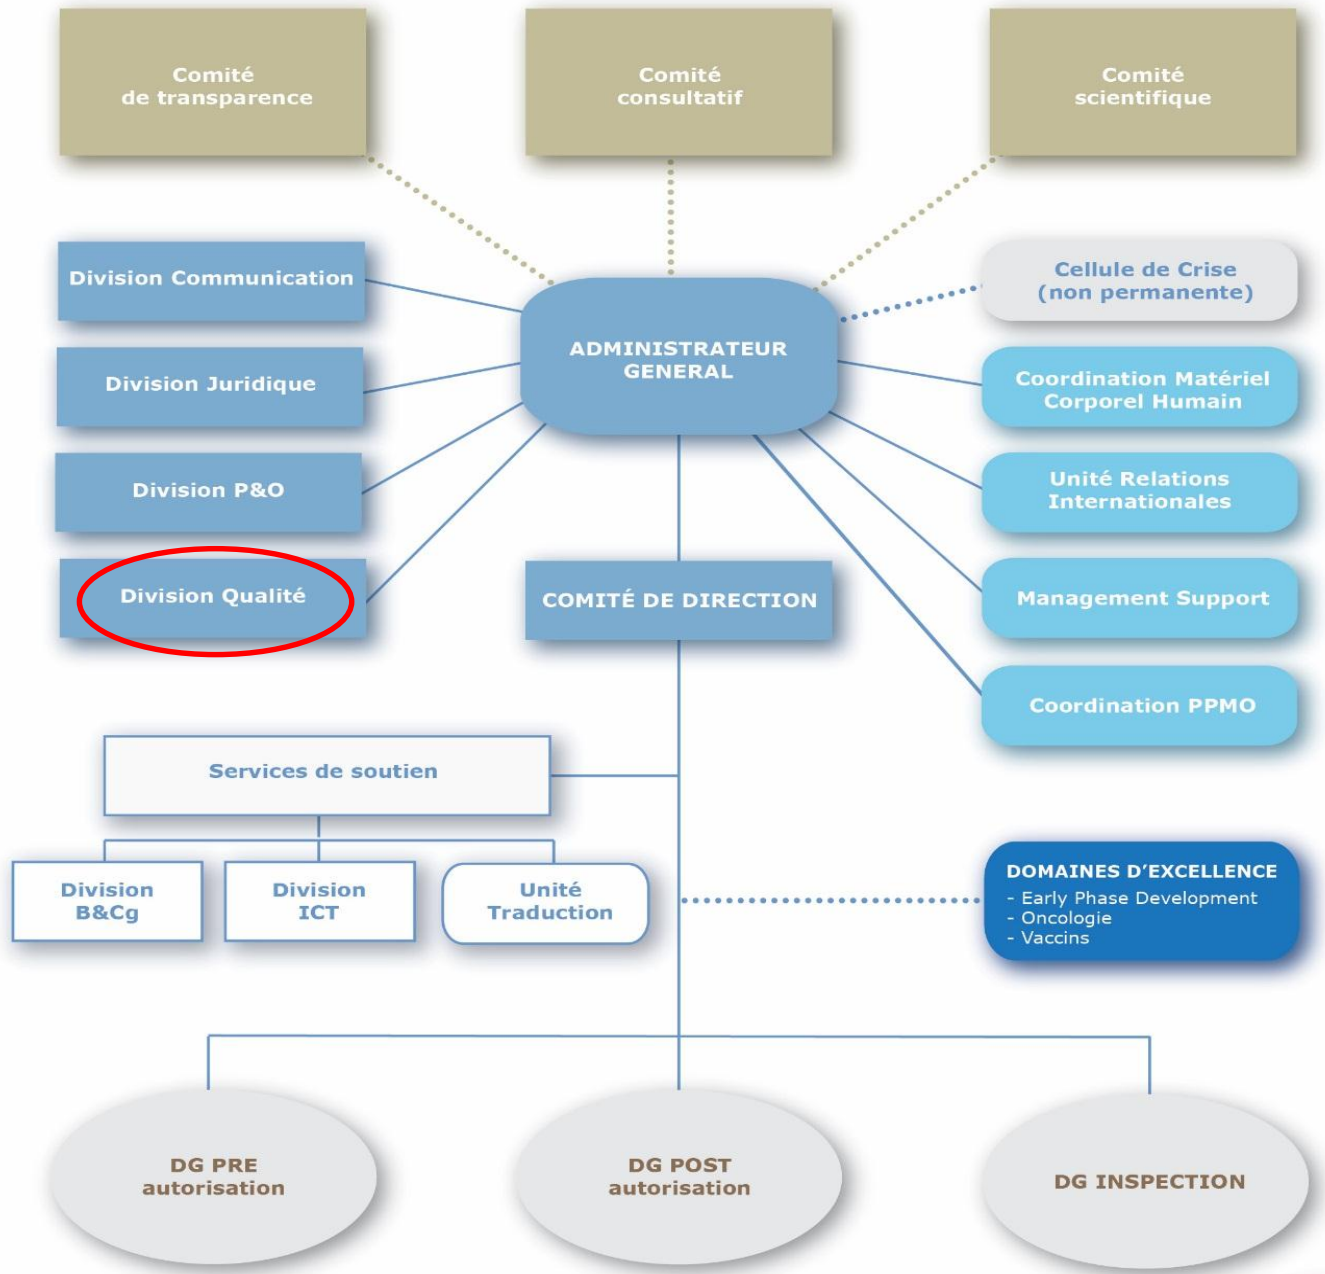 Comité
de transparence
Comité
consultatif
Comité
scientifique
Division Communication
ADMINISTRATEUR
GENERAL
Cellule de Crise
(non permanente)
Division Juridique
Coordination Matériel
Corporel Humain
Division P&O
Unité Relations
Internationales
Division Qualité
COMITÉ DE DIRECTION
Management Support
Coordination PPMO
Services de soutien
Division
B&Cg
Division
ICT
Unité
Traduction
DOMAINES D'EXCELLENCE
- Early Phase Development
- Oncologie
- Vaccins
DG PRE
autorisation
DG POST
autorisation
DG INSPECTION